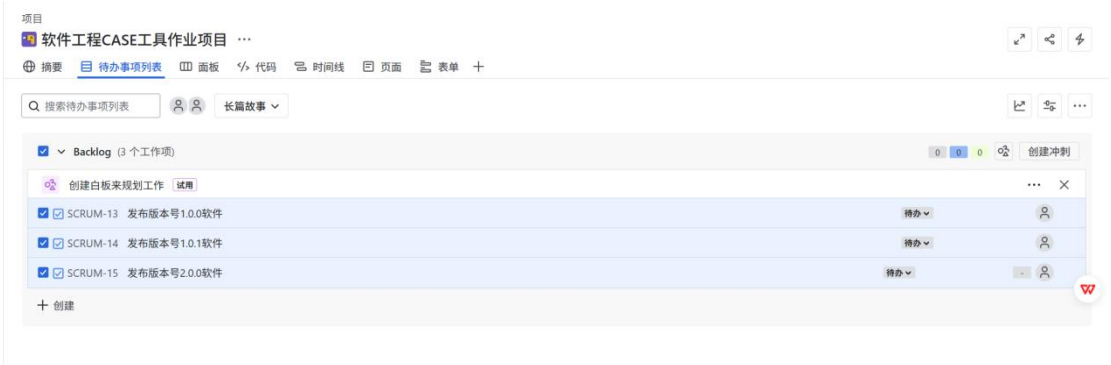 项目
软件工程CASE工具作业项目 ···
摘要 待办事项列表 面板 代码 时间线 页面 表单
搜索待办事项列表 长篇故事
Backlog (3 个工作项) 0 0 0 创建冲刺
创建白板来规划工作 试用
SCRUM-13 发布版本号1.0.0软件 待办
SCRUM-14 发布版本号1.0.1软件 待办
SCRUM-15 发布版本号2.0.0软件 待办 -
创建